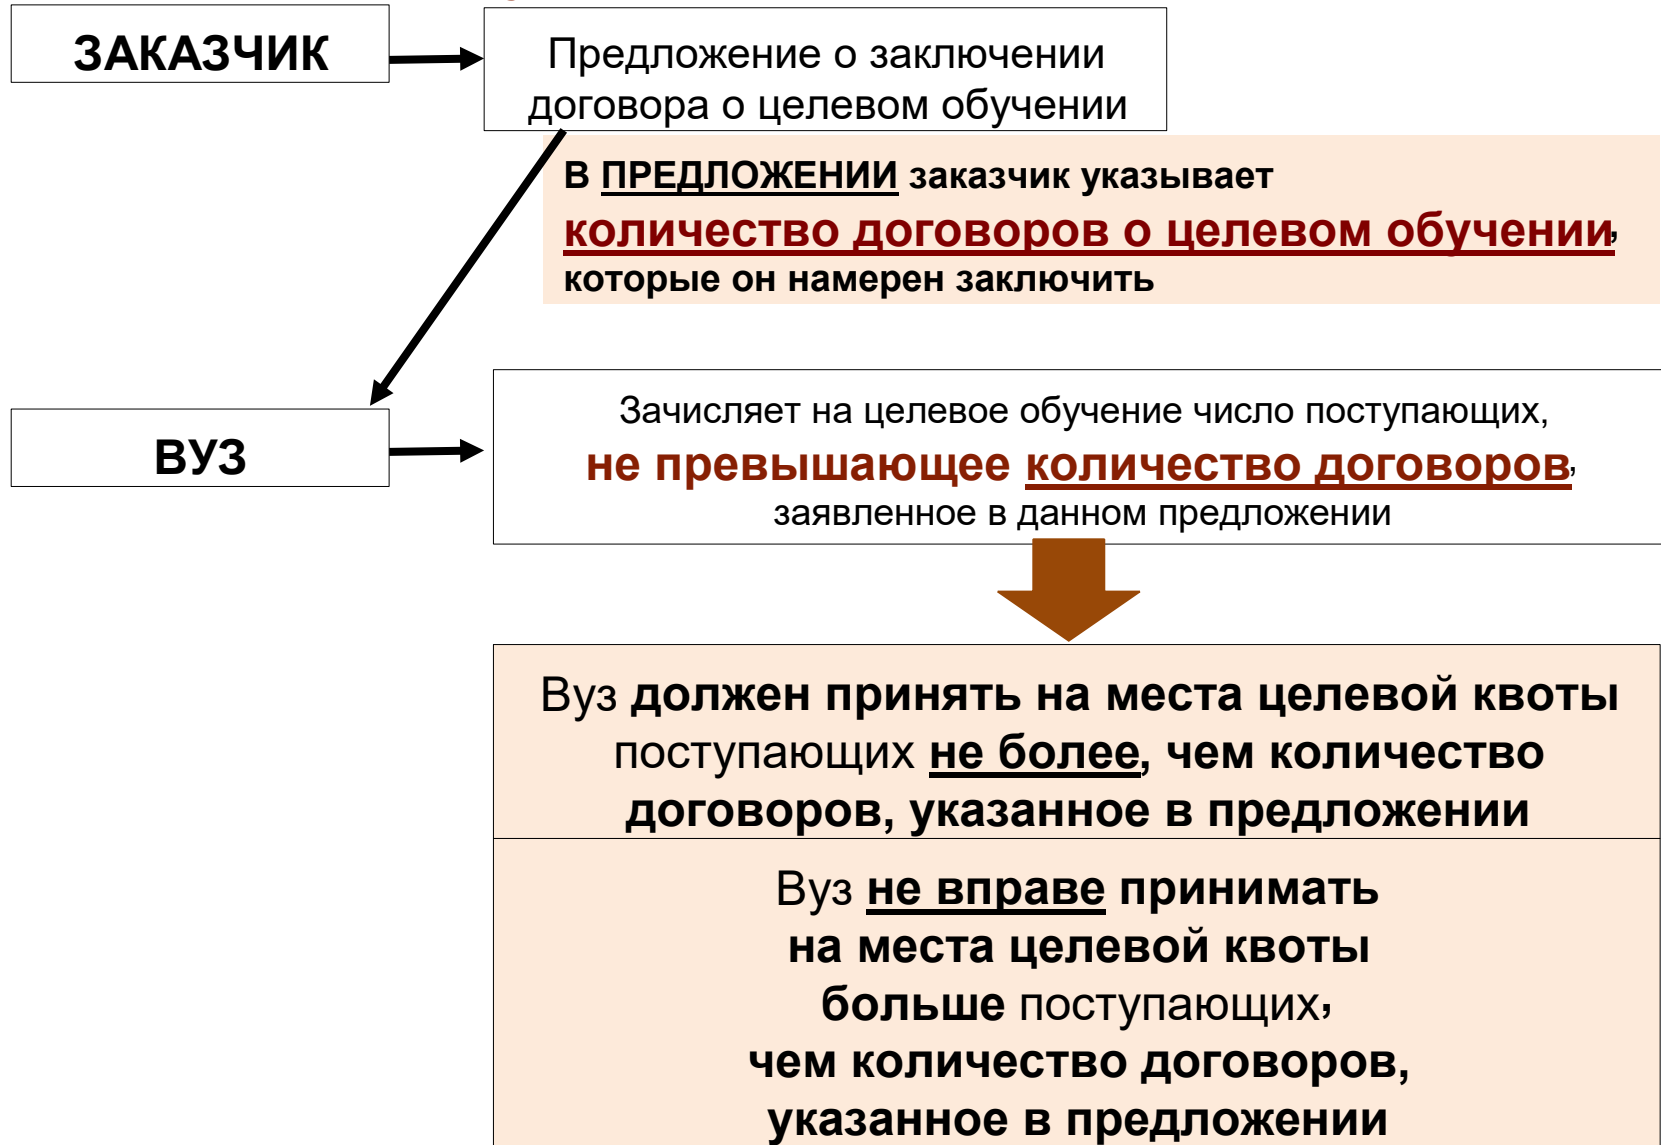 ЗАКАЗЧИК
Предложение о заключении
договора о целевом обучении
В ПРЕДЛОЖЕНИИ заказчик указывает
количество договоров о целевом обучении,
которые он намерен заключить
ВУЗ
Зачисляет на целевое обучение число поступающих,
не превышающее количество договоров,
заявленное в данном предложении
Вуз должен принять на места целевой квоты
поступающих не более, чем количество
договоров, указанное в предложении
Вуз не вправе принимать
на места целевой квоты
больше поступающих,
чем количество договоров,
указанное в предложении